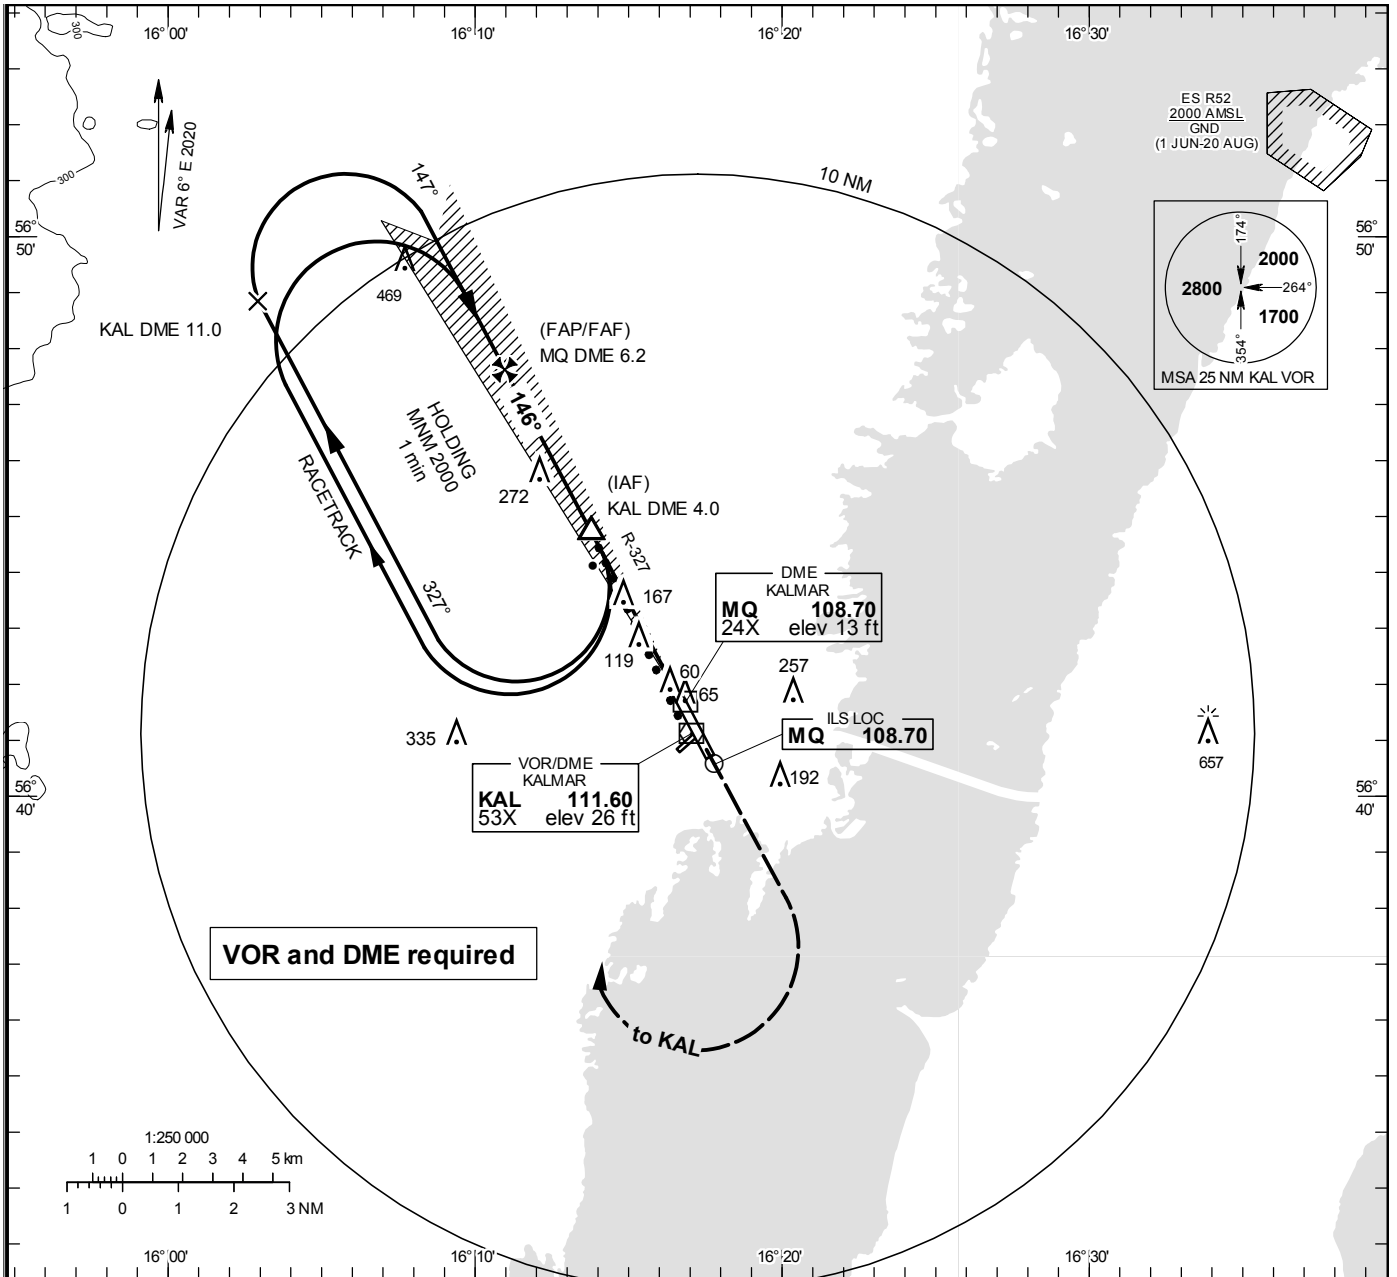 16°00'
16°10'
16°20'
16°30'
300
VAR 6° E 2020
300
147°
10 NM
ES R52
2000 AMSL
GND
(1 JUN-20 AUG)
56°
50'
56°
50'
174°
2000
2800
264°
1700
354°
MSA 25 NM KAL VOR
469
KAL DME 11.0
(FAP/FAF)
MQ DME 6.2
146°
HOLDING
MNM 2000
1 min
RACETRACK
272
(IAF)
KAL DME 4.0
R-327
327°
167
DME
KALMAR
MQ 108.70
24X elev 13 ft
119
60
65
257
335
ILS LOC
MQ 108.70
657
VOR/DME
KALMAR
KAL 111.60
53X elev 26 ft
192
56°
40'
56°
40'
VOR and DME required
to KAL
1:250 000
1 0 1 2 3 4 5 km
1 0 1 2 3 NM
16°00'
16°10'
16°20'
16°30'